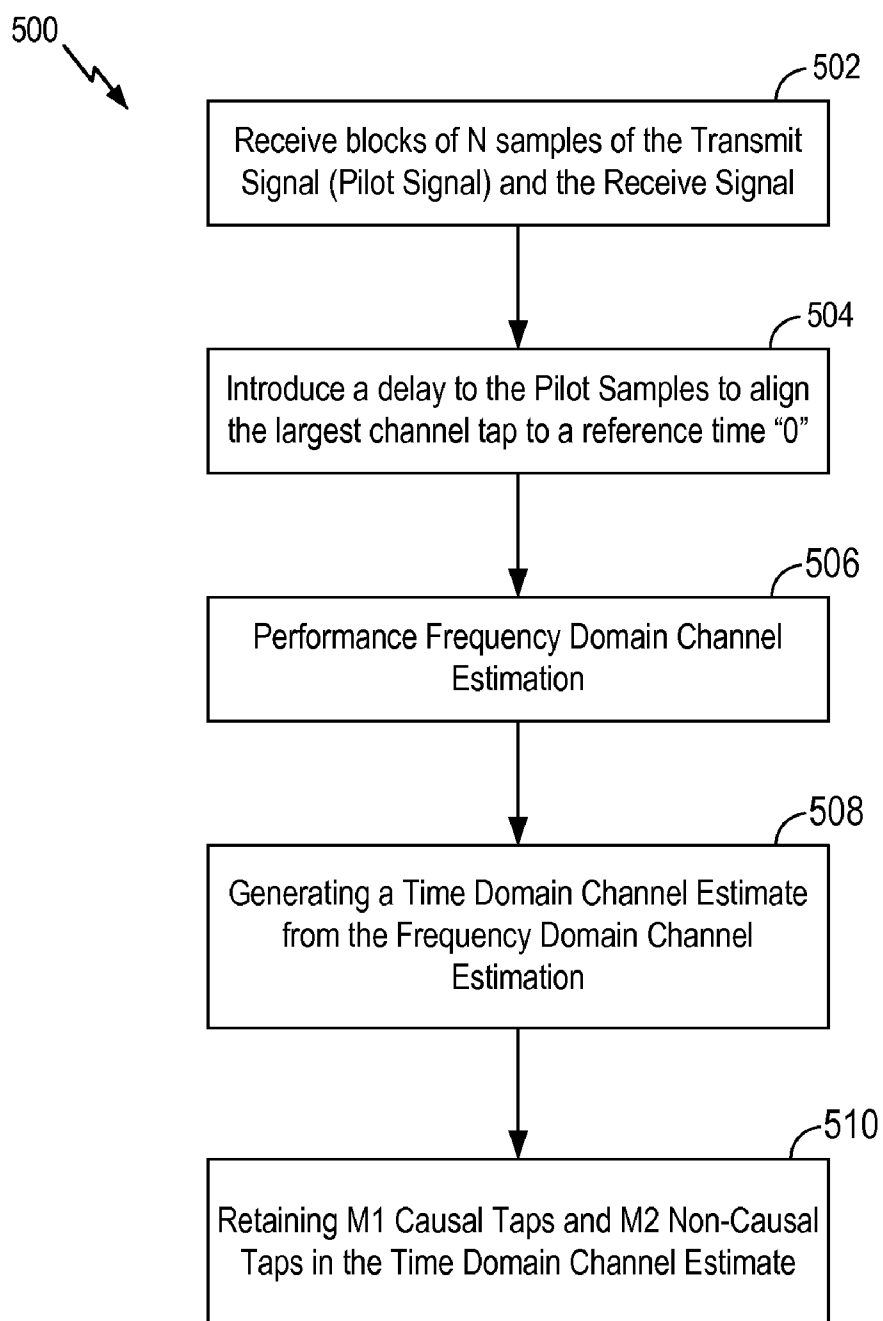 500
502
Receive blocks of N samples of the Transmit
Signal (Pilot Signal) and the Receive Signal
504
Introduce a delay to the Pilot Samples to align
the largest channel tap to a reference time “0”
506
Performance Frequency Domain Channel
Estimation
508
Generating a Time Domain Channel Estimate
from the Frequency Domain Channel
Estimation
510
Retaining M1 Causal Taps and M2 Non-Causal
Taps in the Time Domain Channel Estimate